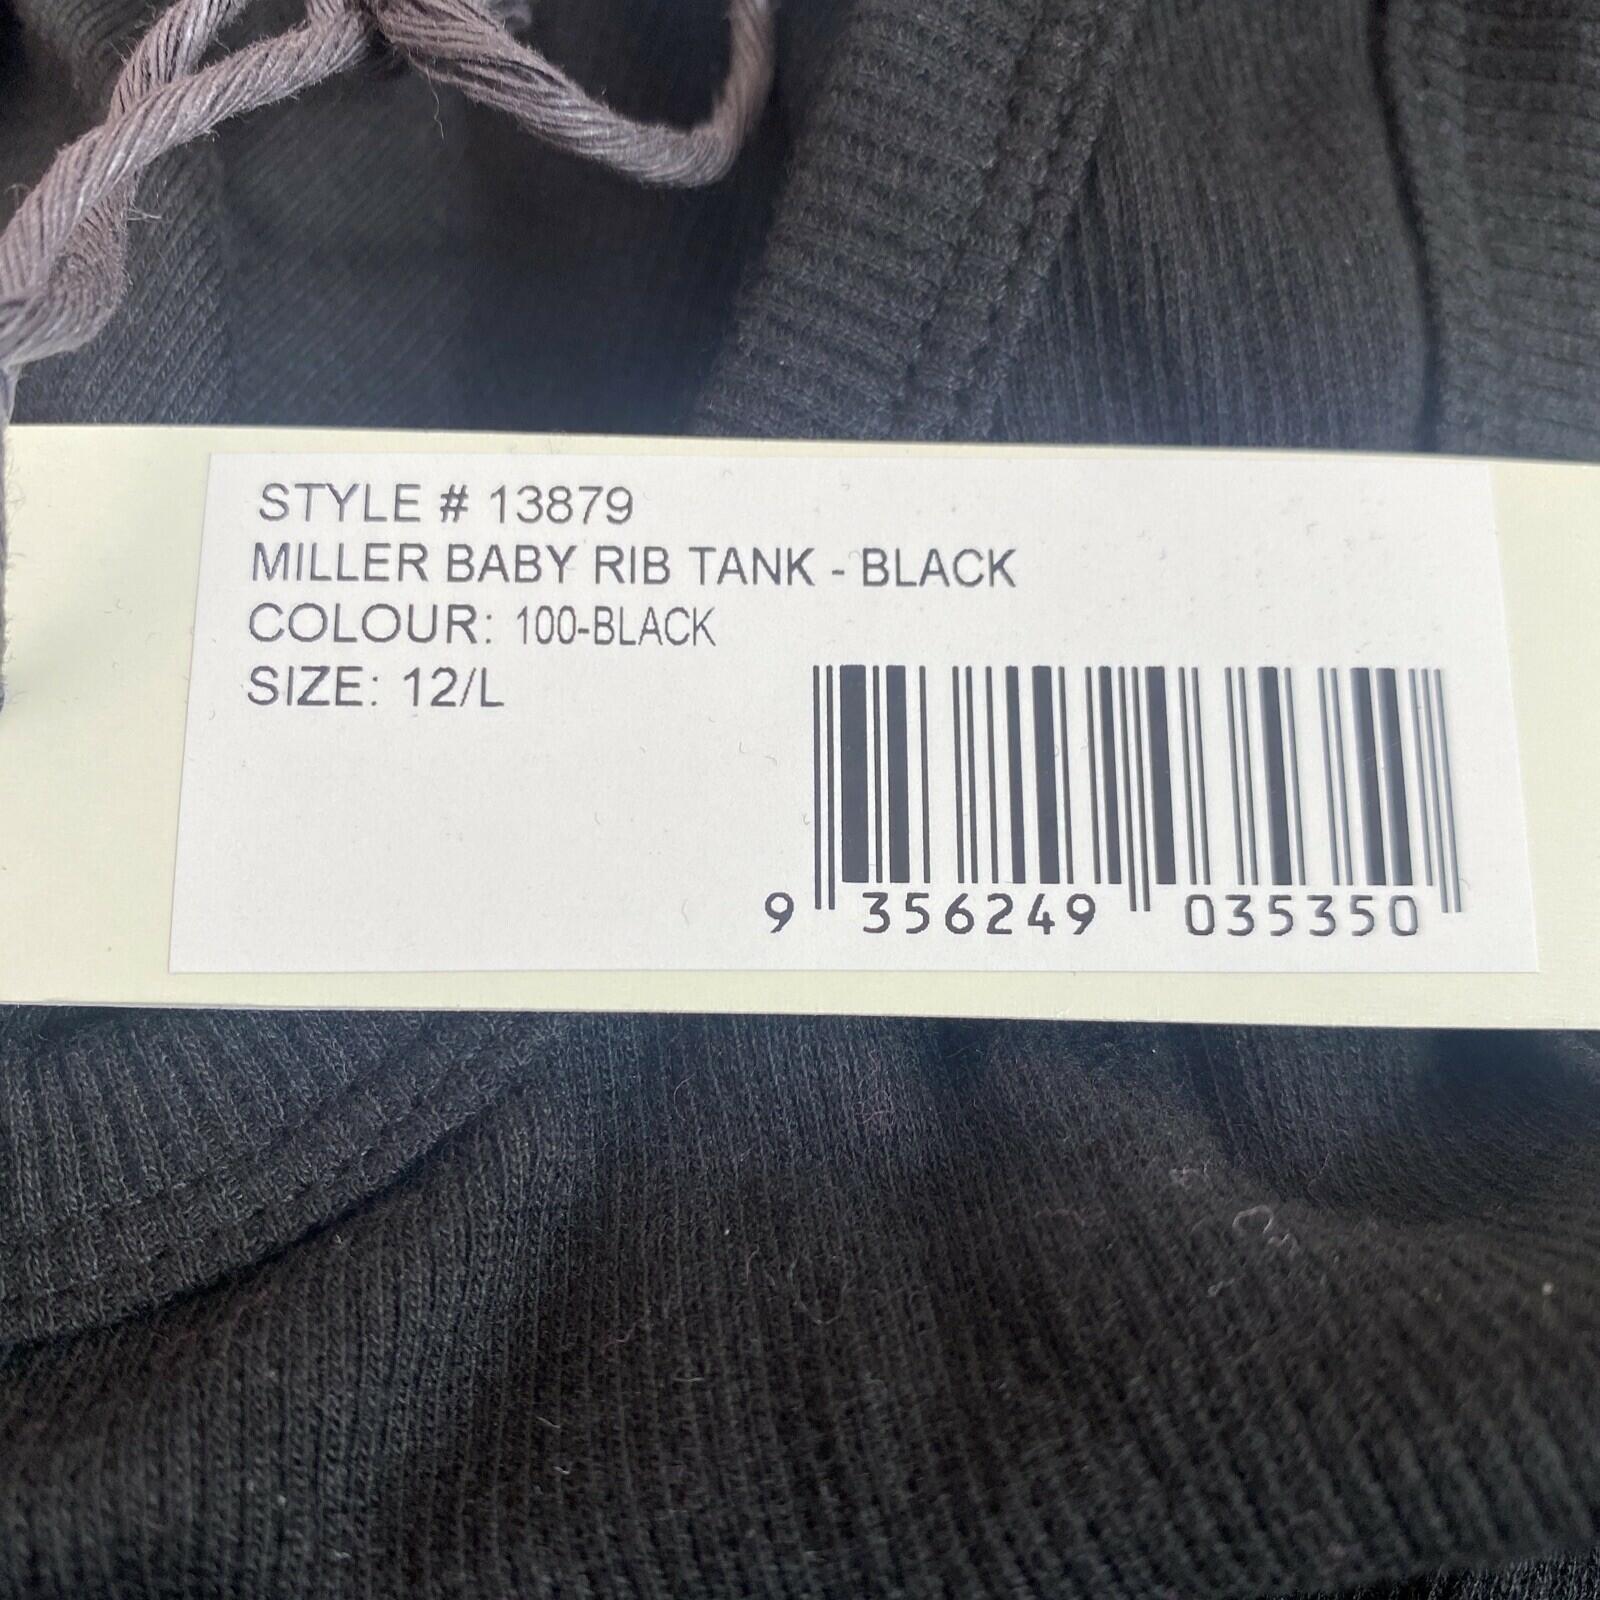 STYLE # 13879
MILLER BABY RIB TANK - BLACK
COLOUR: 100-BLACK
SIZE: 12/L
9 356249 035350